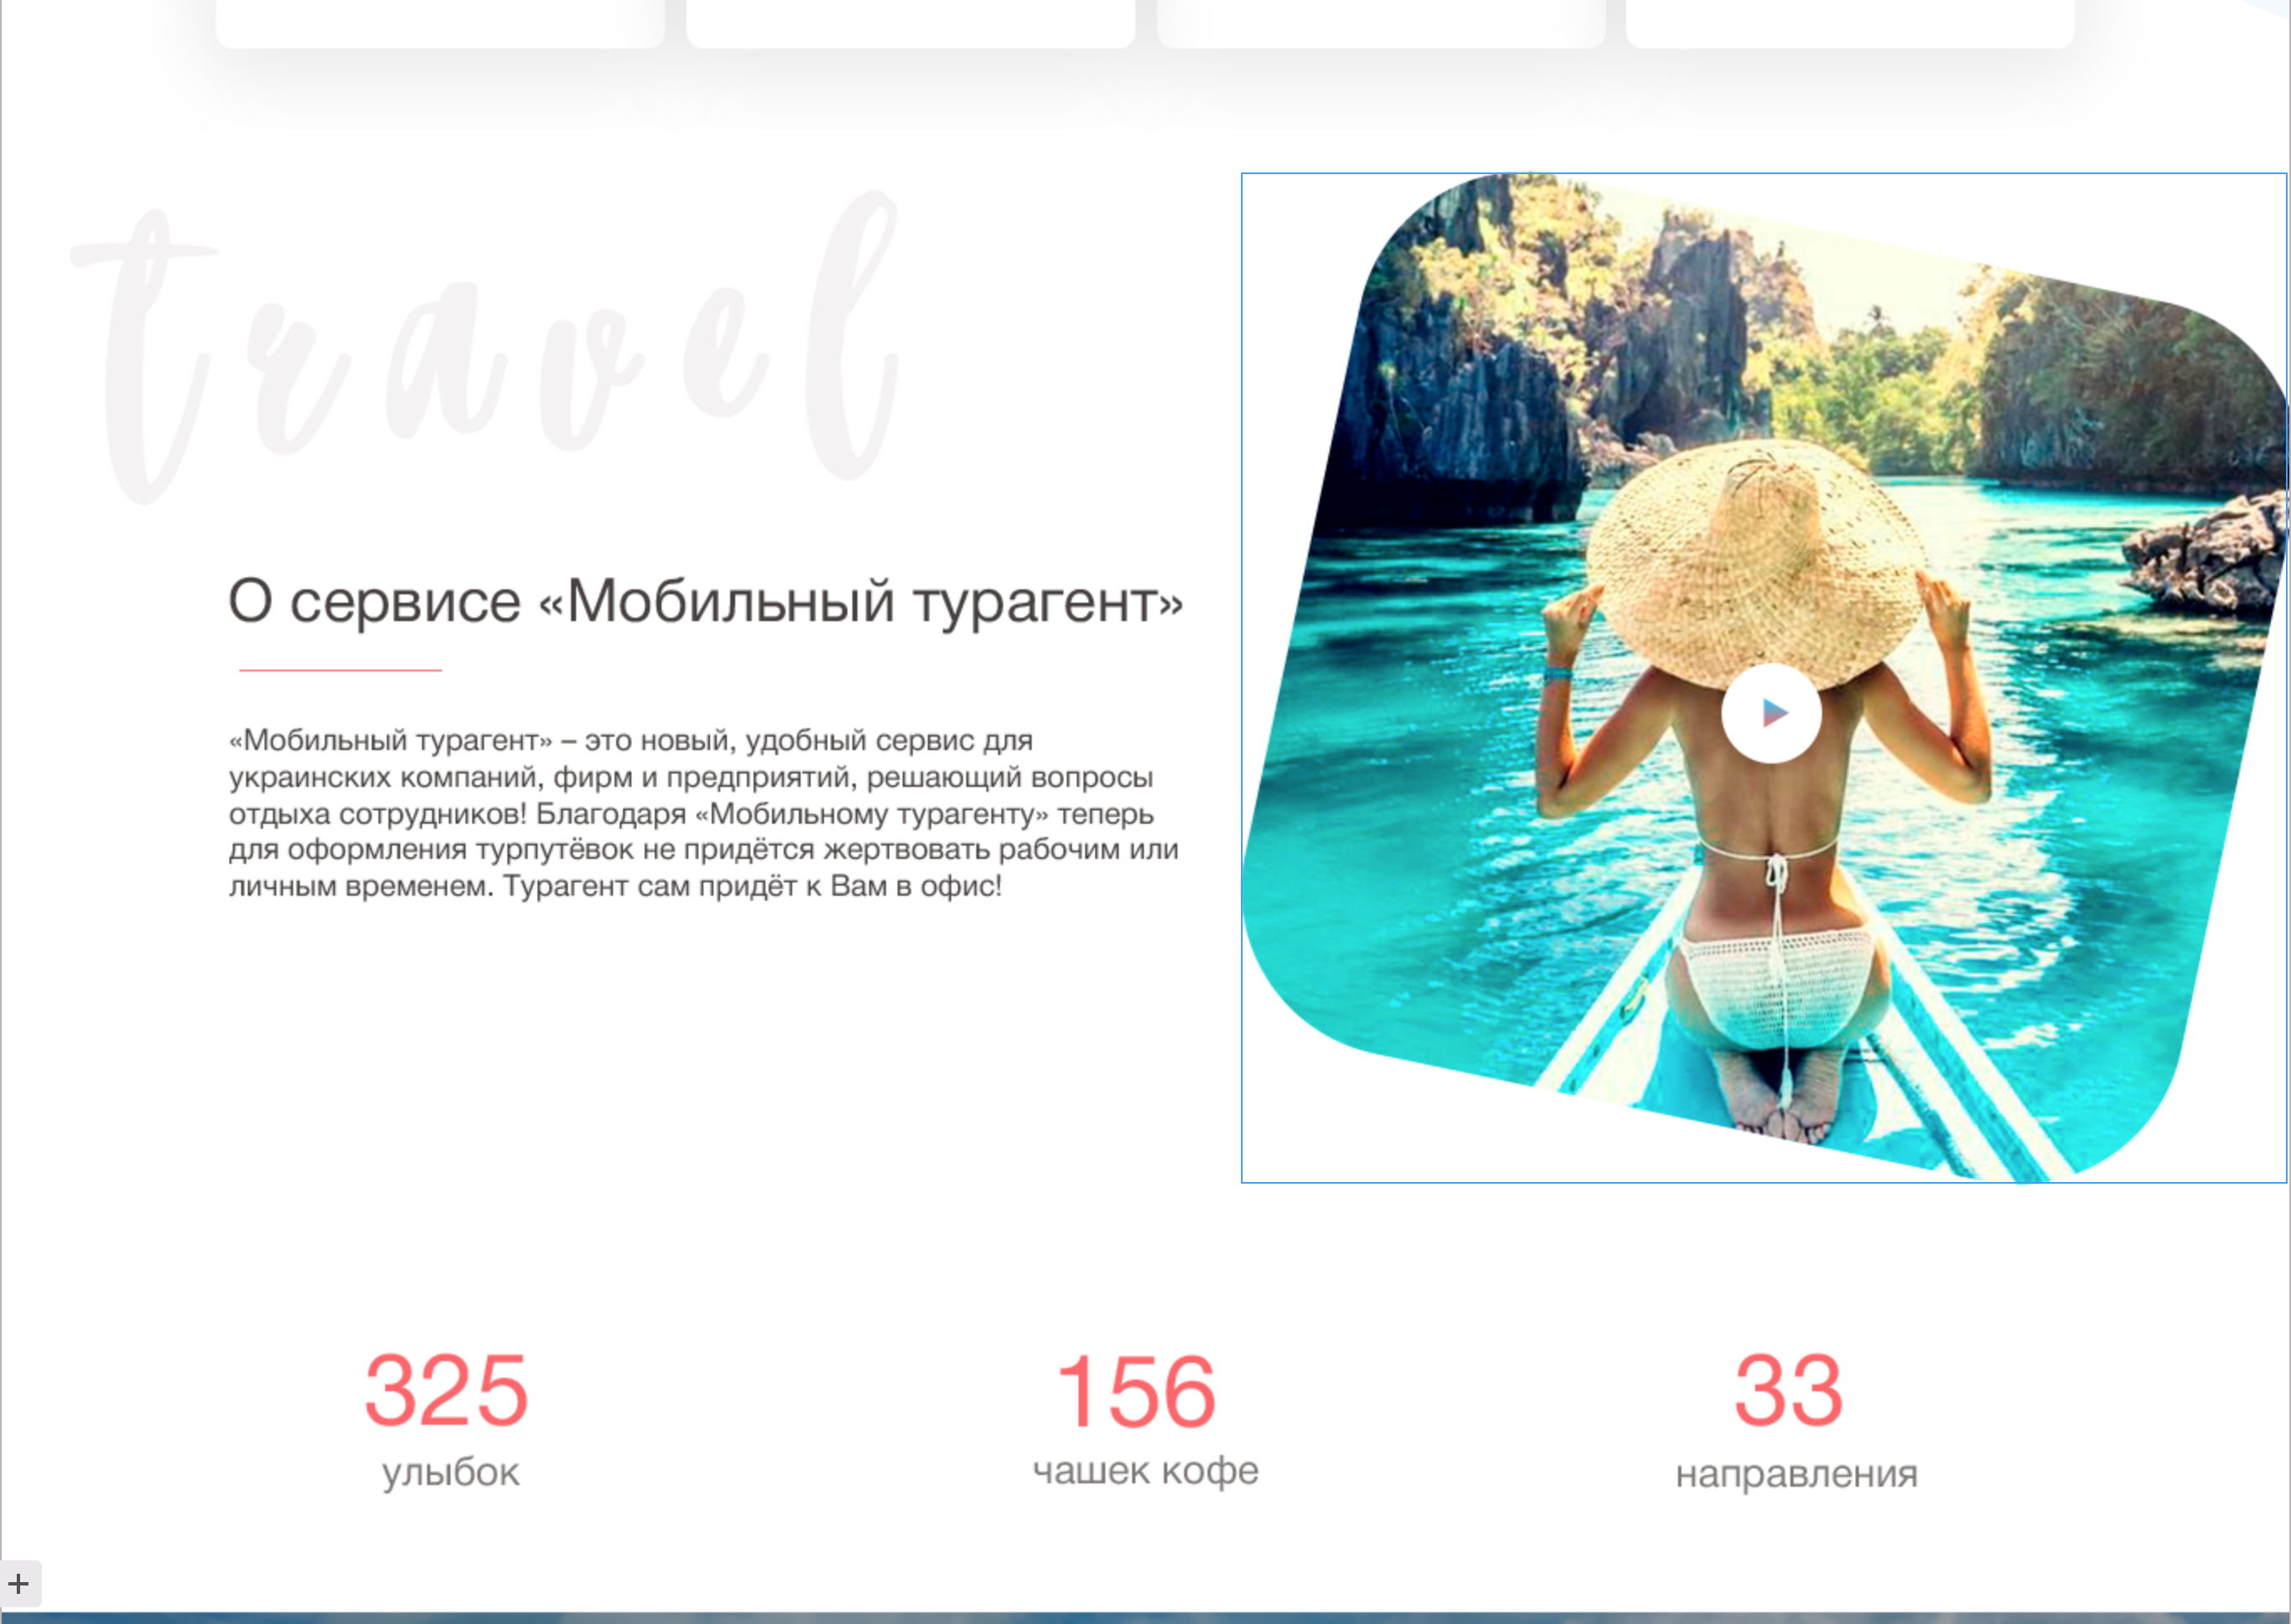 travel
О сервисе «Мобильный турагент»
«Мобильный турагент» – это новый, удобный сервис для
украинских компаний, фирм и предприятий, решающий вопросы
отдыха сотрудников! Благодаря «Мобильному турагенту» теперь
для оформления турпутёвок не придётся жертвовать рабочим или
личным временем. Турагент сам придёт к Вам в офис!
325
улыбок
156
чашек кофе
33
направления